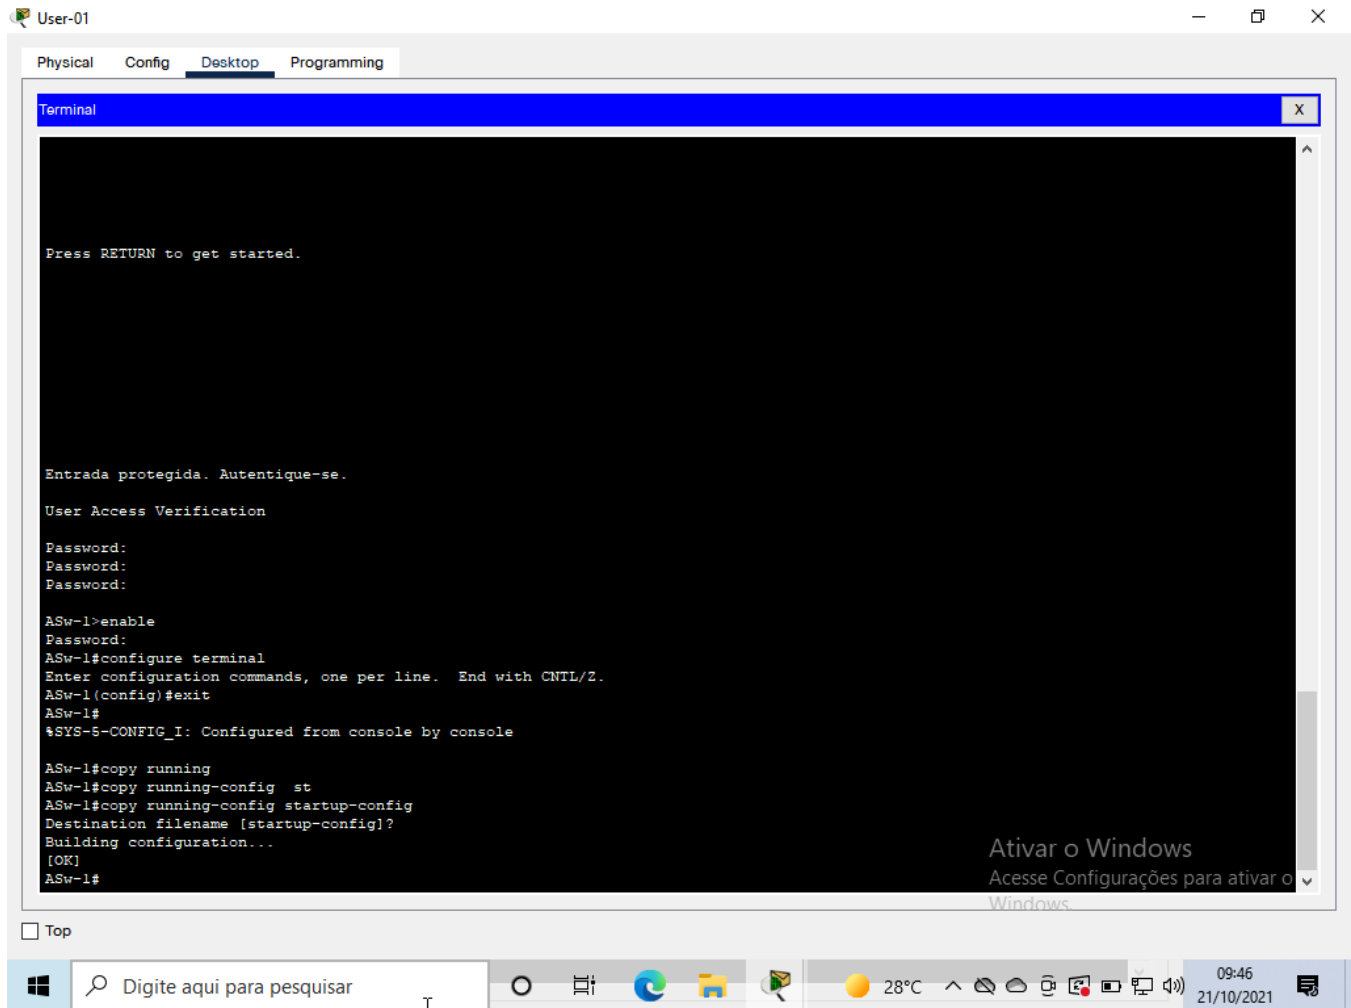 User-01
Physical Config Desktop Programming
Terminal
X
Press RETURN to get started.
Entrada protegida. Autentique-se.
User Access Verification
Password:
Password:
Password:
ASw-1>enable
Password:
ASw-1#configure terminal
Enter configuration commands, one per line.  End with CNTL/Z.
ASw-1(config)#exit
ASw-1#
%SYS-5-CONFIG_I: Configured from console by console
ASw-1#copy running
ASw-1#copy running-config  st
ASw-1#copy running-config startup-config
Destination filename [startup-config]?
Building configuration...
[OK]
ASw-1#
Ativar o Windows
Acesse Configurações para ativar o
Windows.
Top
Digite aqui para pesquisar
28°C
09:46
21/10/2021